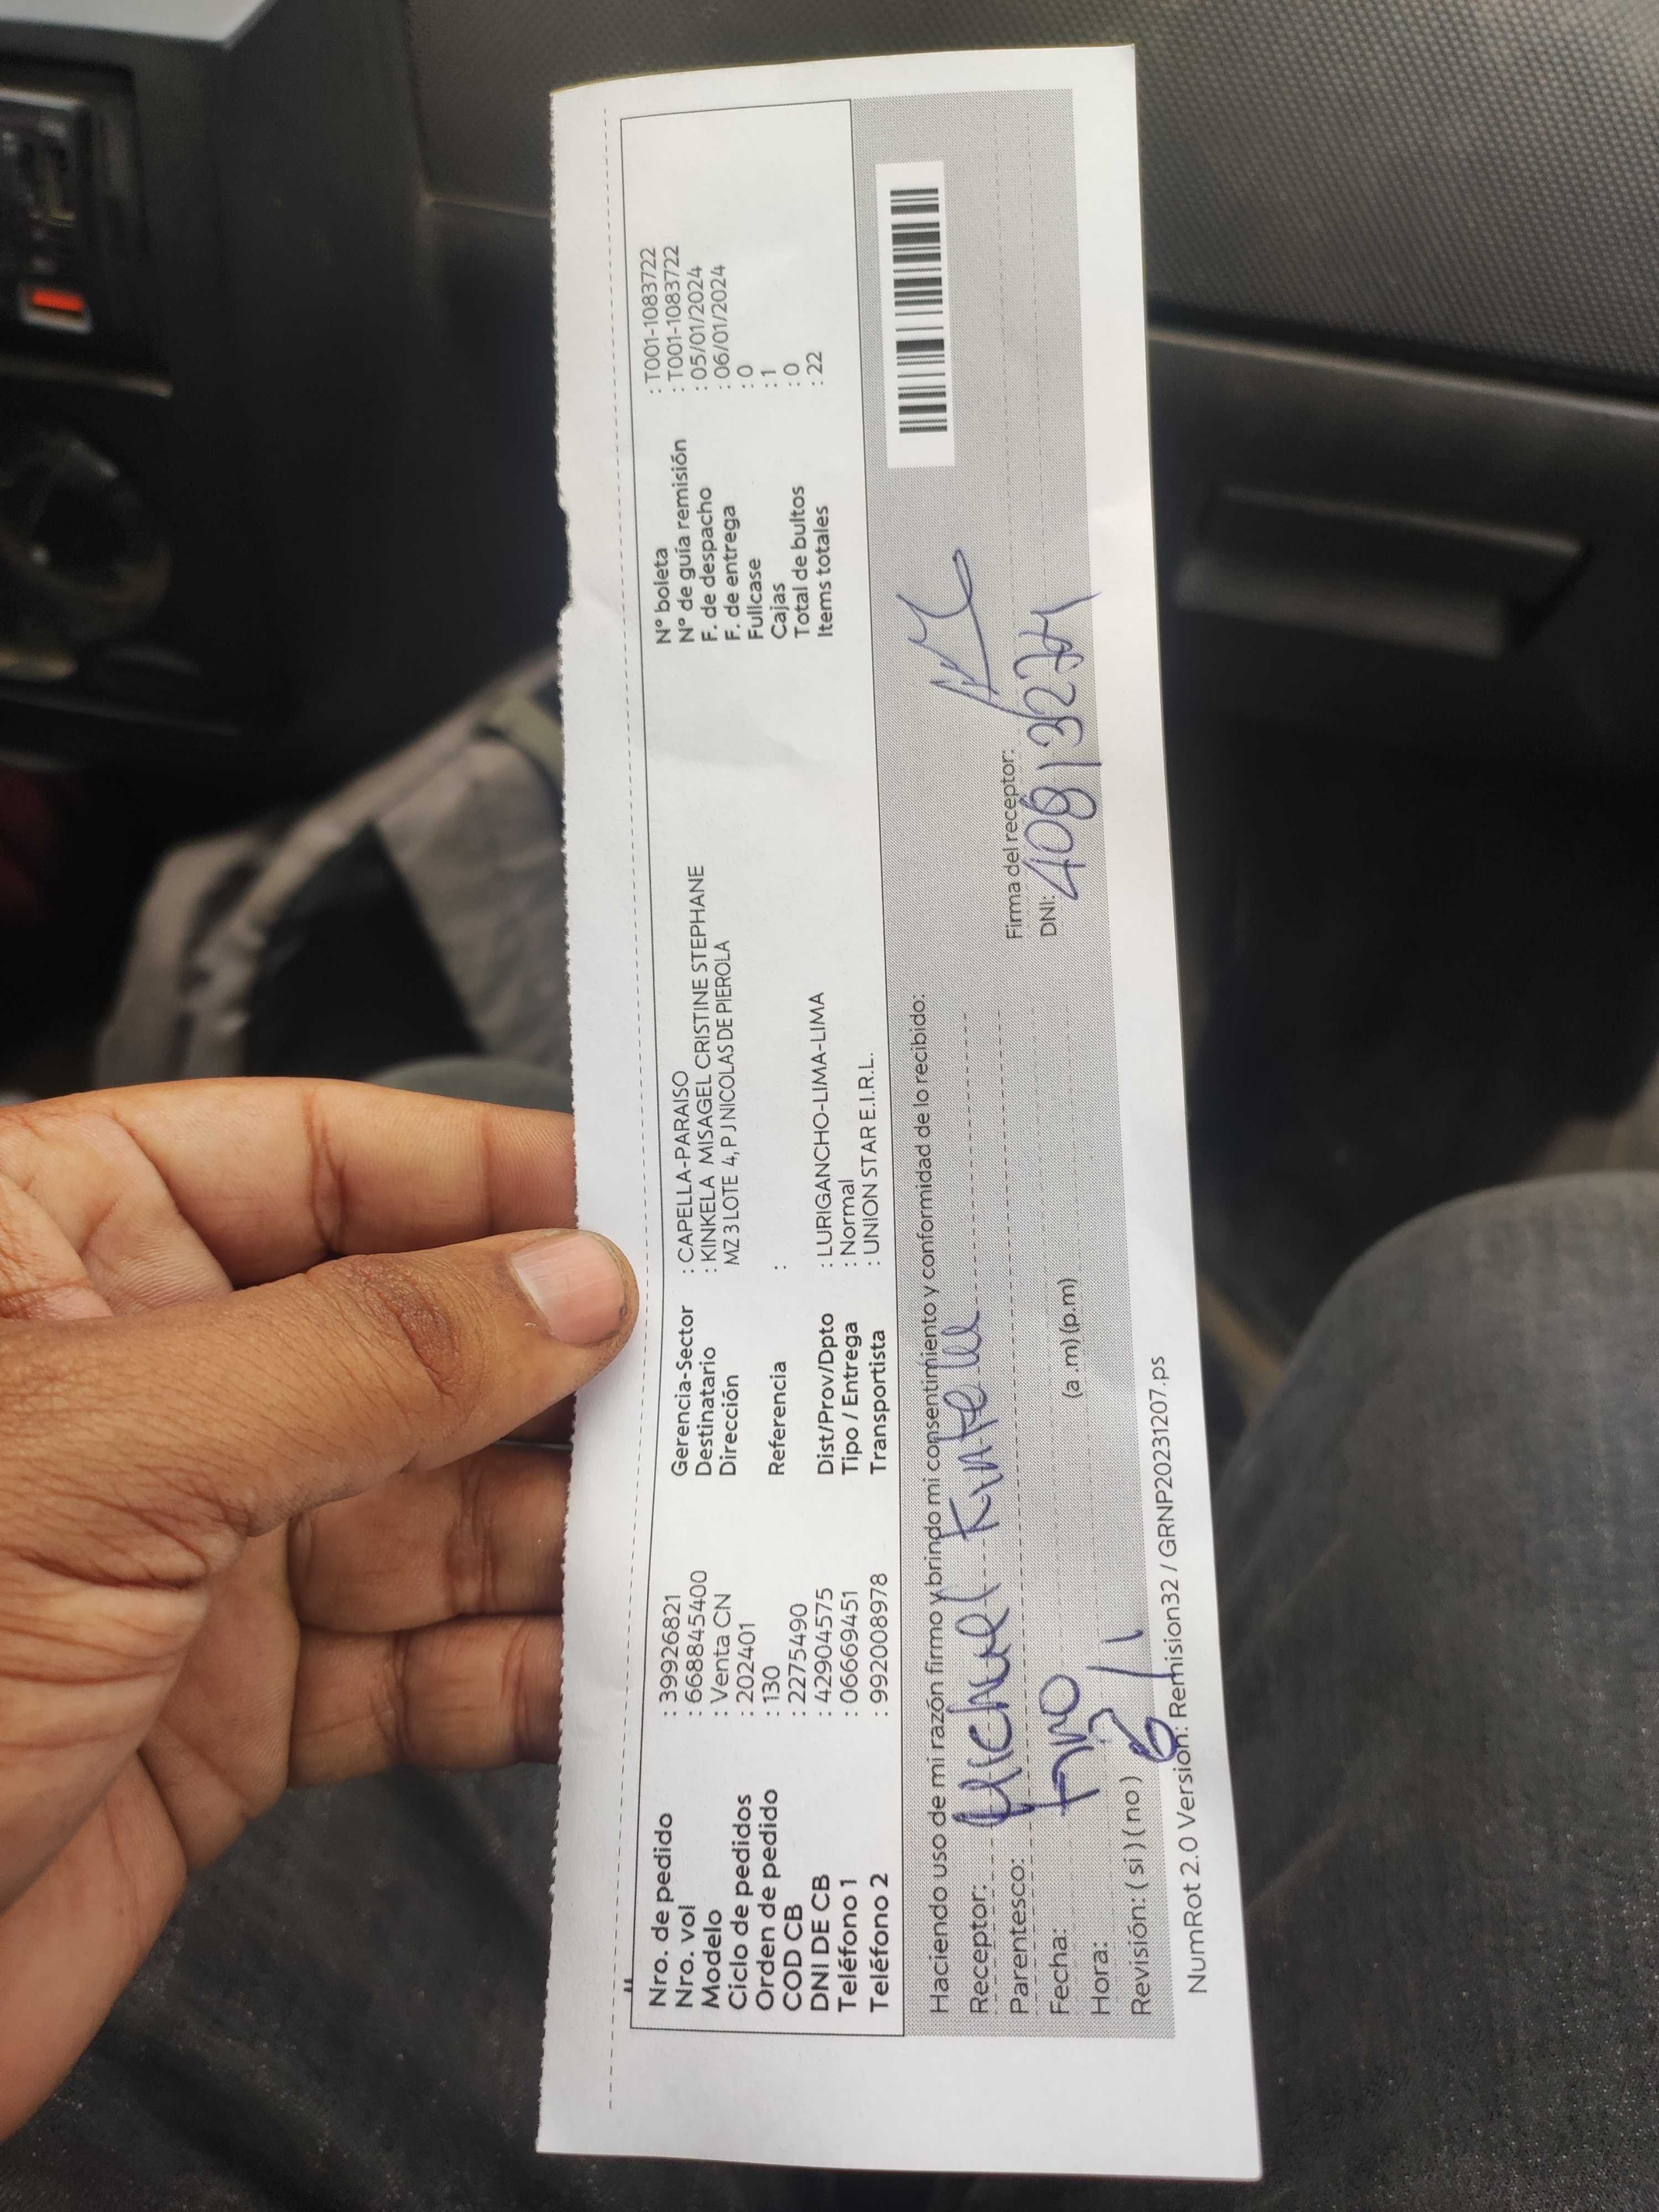 Nro. de pedido : 39926821
Nro. vol : 668845400
Modelo : Venta CN
Ciclo de pedidos : 202401
Orden de pedido : 130
COD CB : 2275490
DNI DE CB : 42904575
Teléfono 1 : 06669451
Teléfono 2 : 992008978
Gerencia-Sector : CAPELLA-PARAISO
Destinatario : KINKELA MISAGEL CRISTINE STEPHANE
Dirección MZ 3 LOTE 4, P J NICOLAS DE PIEROLA
Referencia :
Dist/Prov/Dpto : LURIGANCHO-LIMA-LIMA
Tipo / Entrega : Normal
Transportista : UNION STAR E.I.R.L.
N° boleta : T001-1083722
N° de guía remisión : T001-1083722
F. de despacho : 05/01/2024
F. de entrega : 06/01/2024
Fullcase : 0
Cajas : 1
Total de bultos : 0
Items totales : 22
Haciendo uso de mi razón firmo y brindo mi consentimiento y conformidad de lo recibido:
Receptor: Michael Kinkela
Parentesco:
Fecha:
Hora: (a .m) (p.m)
Revisión: ( si ) ( no )
Firma del receptor:
DNI:
NumRot 2.0 Version: Remision32 / GRNP20231207.ps